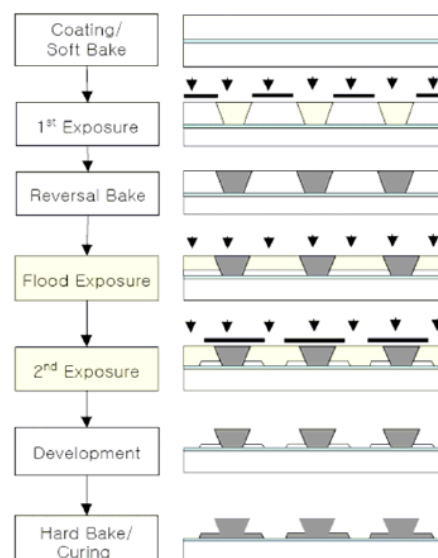 Coating/
Soft Bake
1st Exposure
Reversal Bake
Flood Exposure
2nd Exposure
Development
Hard Bake/
Curing